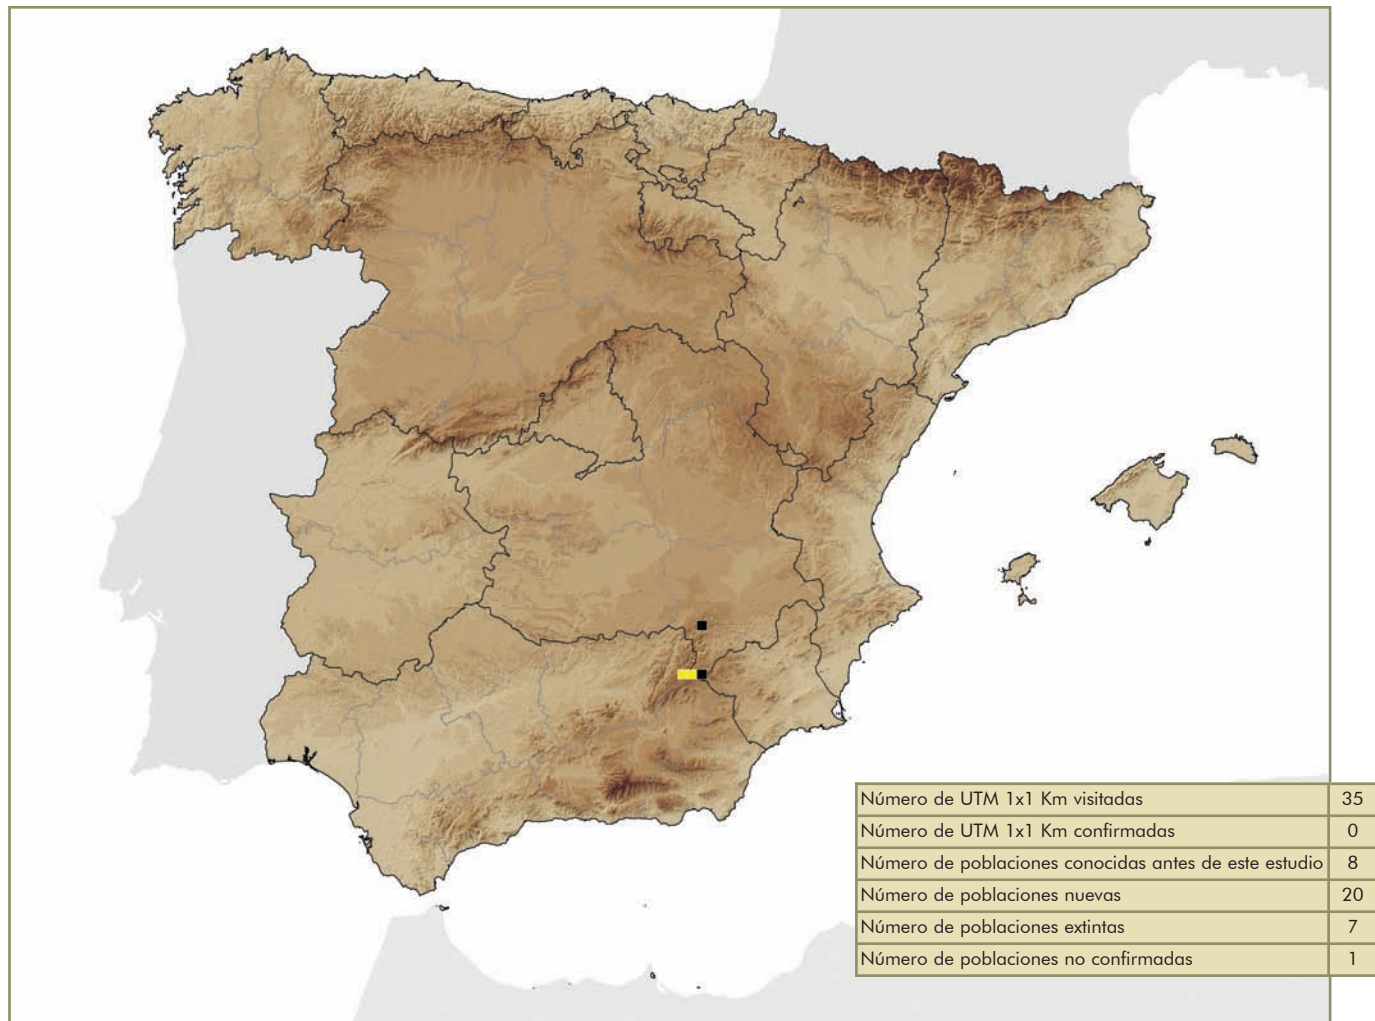 Número de UTM 1x1 Km visitadas 35
Número de UTM 1x1 Km confirmadas 0
Número de poblaciones conocidas antes de este estudio 8
Número de poblaciones nuevas 20
Número de poblaciones extintas 7
Número de poblaciones no confirmadas 1